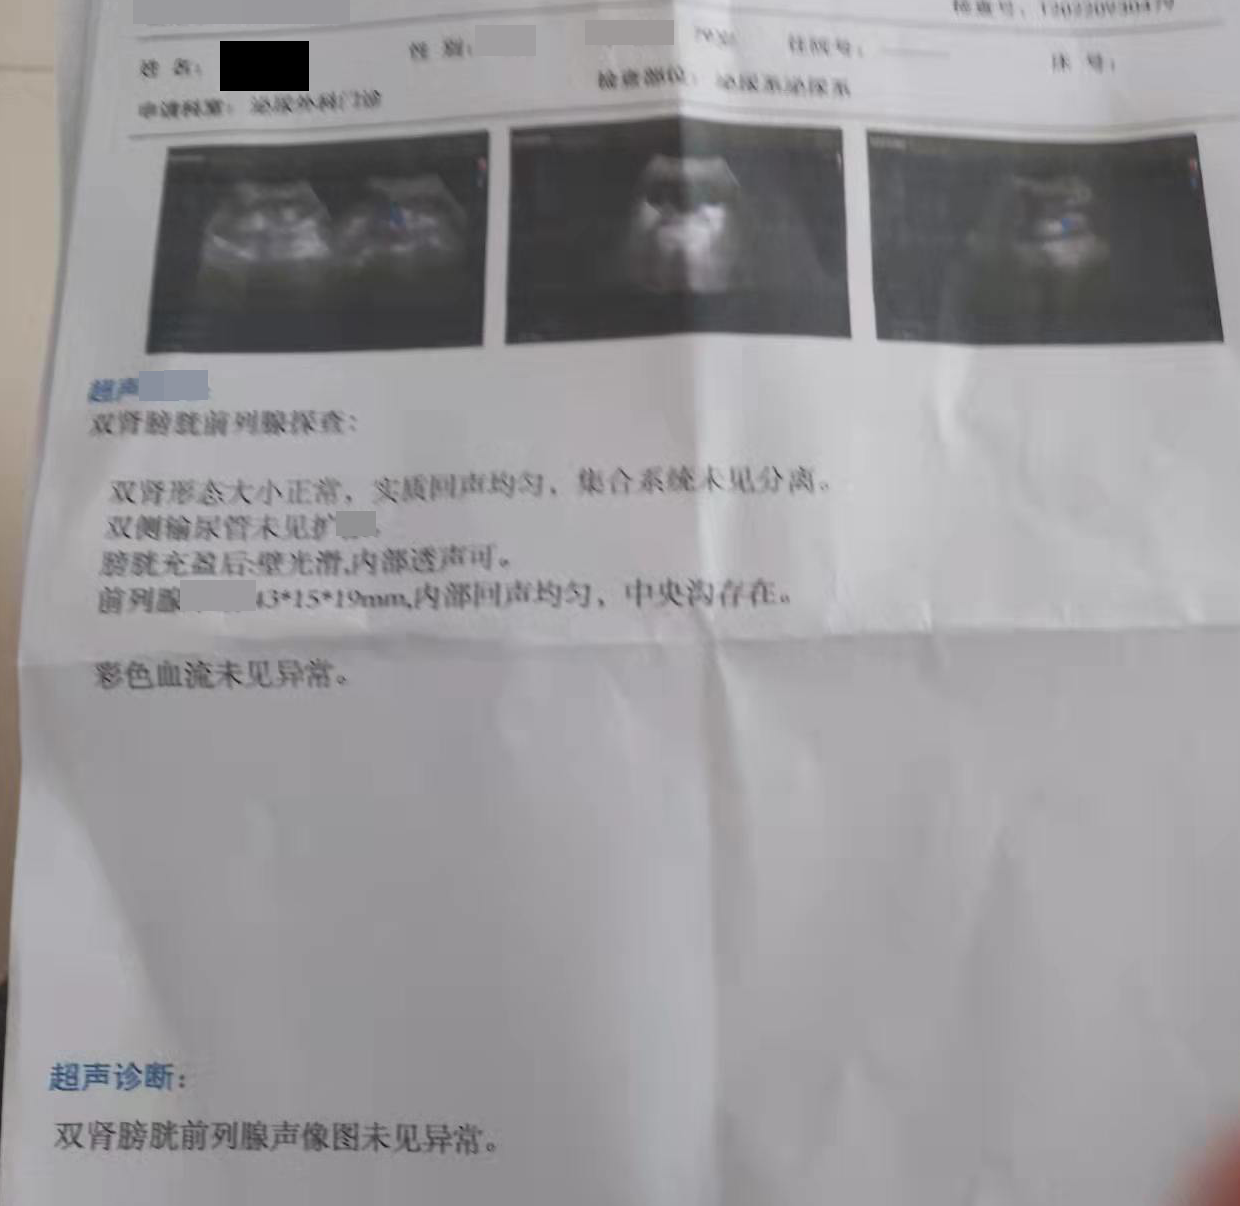 检查号:
姓 名: 性 别: 住院号: 床 号:
申请科室: 泌尿外科门诊 检查部位: 泌尿系泌尿系
超声
双肾膀胱前列腺探查:
双肾形态大小正常，实质回声均匀，集合系统未见分离。
双侧输尿管未见扩
膀胱充盈后:壁光滑,内部透声可。
前列腺 43*15*19mm,内部回声均匀，中央沟存在。
彩色血流未见异常。
超声诊断:
双肾膀胱前列腺声像图未见异常。